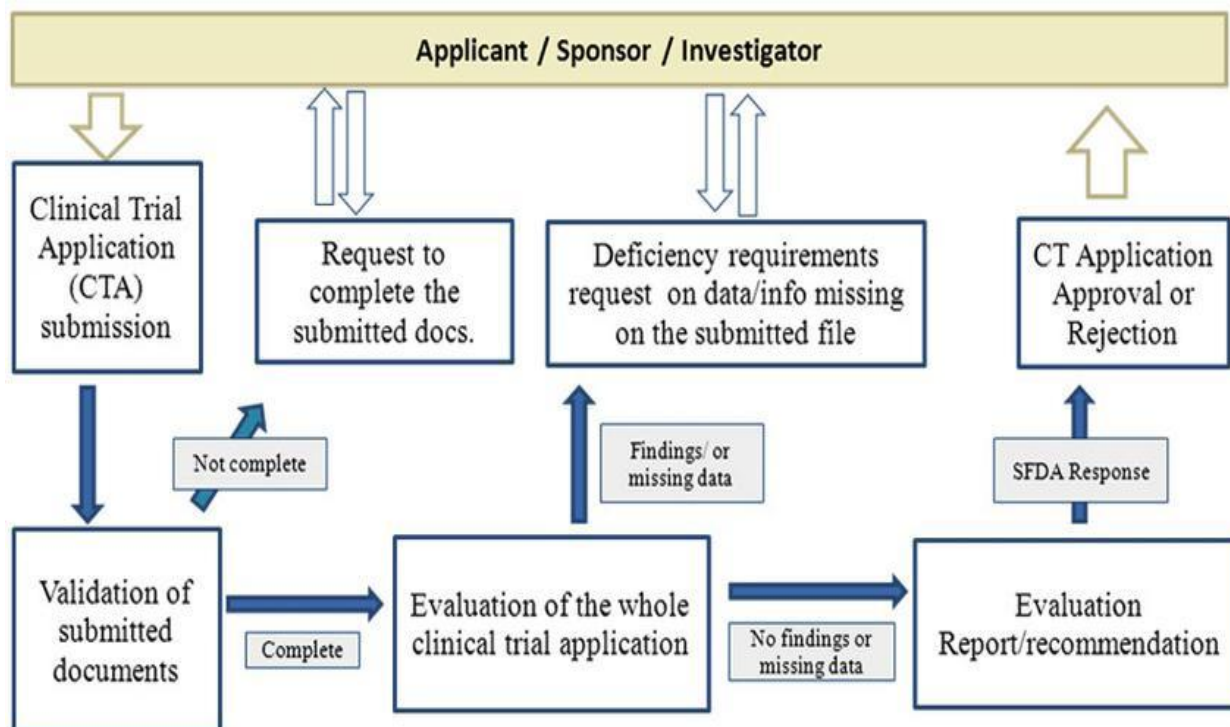 Applicant / Sponsor / Investigator
Clinical Trial
Application
(CTA)
submission
Request to
complete the
submitted docs.
Deficiency requirements
request on data/info missing
on the submitted file
CT Application
Approval or
Rejection
Not complete
Findings/ or
missing data
SFDA Response
Validation of
submitted
documents
Complete
Evaluation of the whole
clinical trial application
No findings or
missing data
Evaluation
Report/recommendation